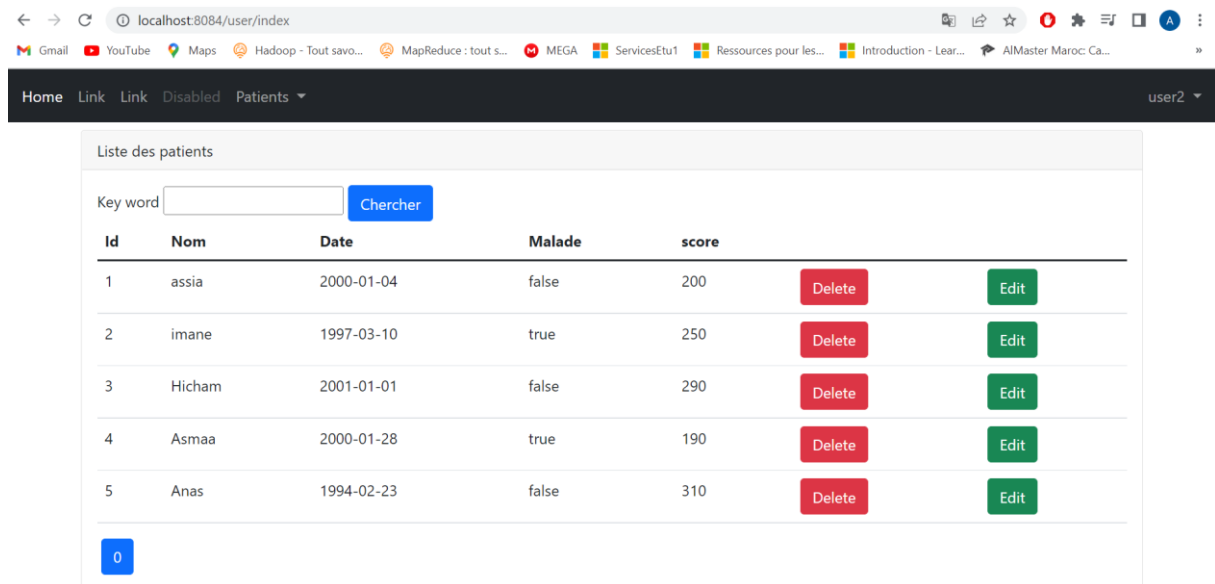 localhost:8084/user/index
A
Gmail YouTube Maps Hadoop - Tout savo... MapReduce : tout s... MEGA ServicesEtu1 Ressources pour les... Introduction - Lear... AIMaster Maroc: Ca... »
Home Link Link Disabled Patients user2
Liste des patients
Key word Chercher
Id Nom Date Malade score
1 assia 2000-01-04 false 200 Delete Edit
2 imane 1997-03-10 true 250 Delete Edit
3 Hicham 2001-01-01 false 290 Delete Edit
4 Asmaa 2000-01-28 true 190 Delete Edit
5 Anas 1994-02-23 false 310 Delete Edit
0